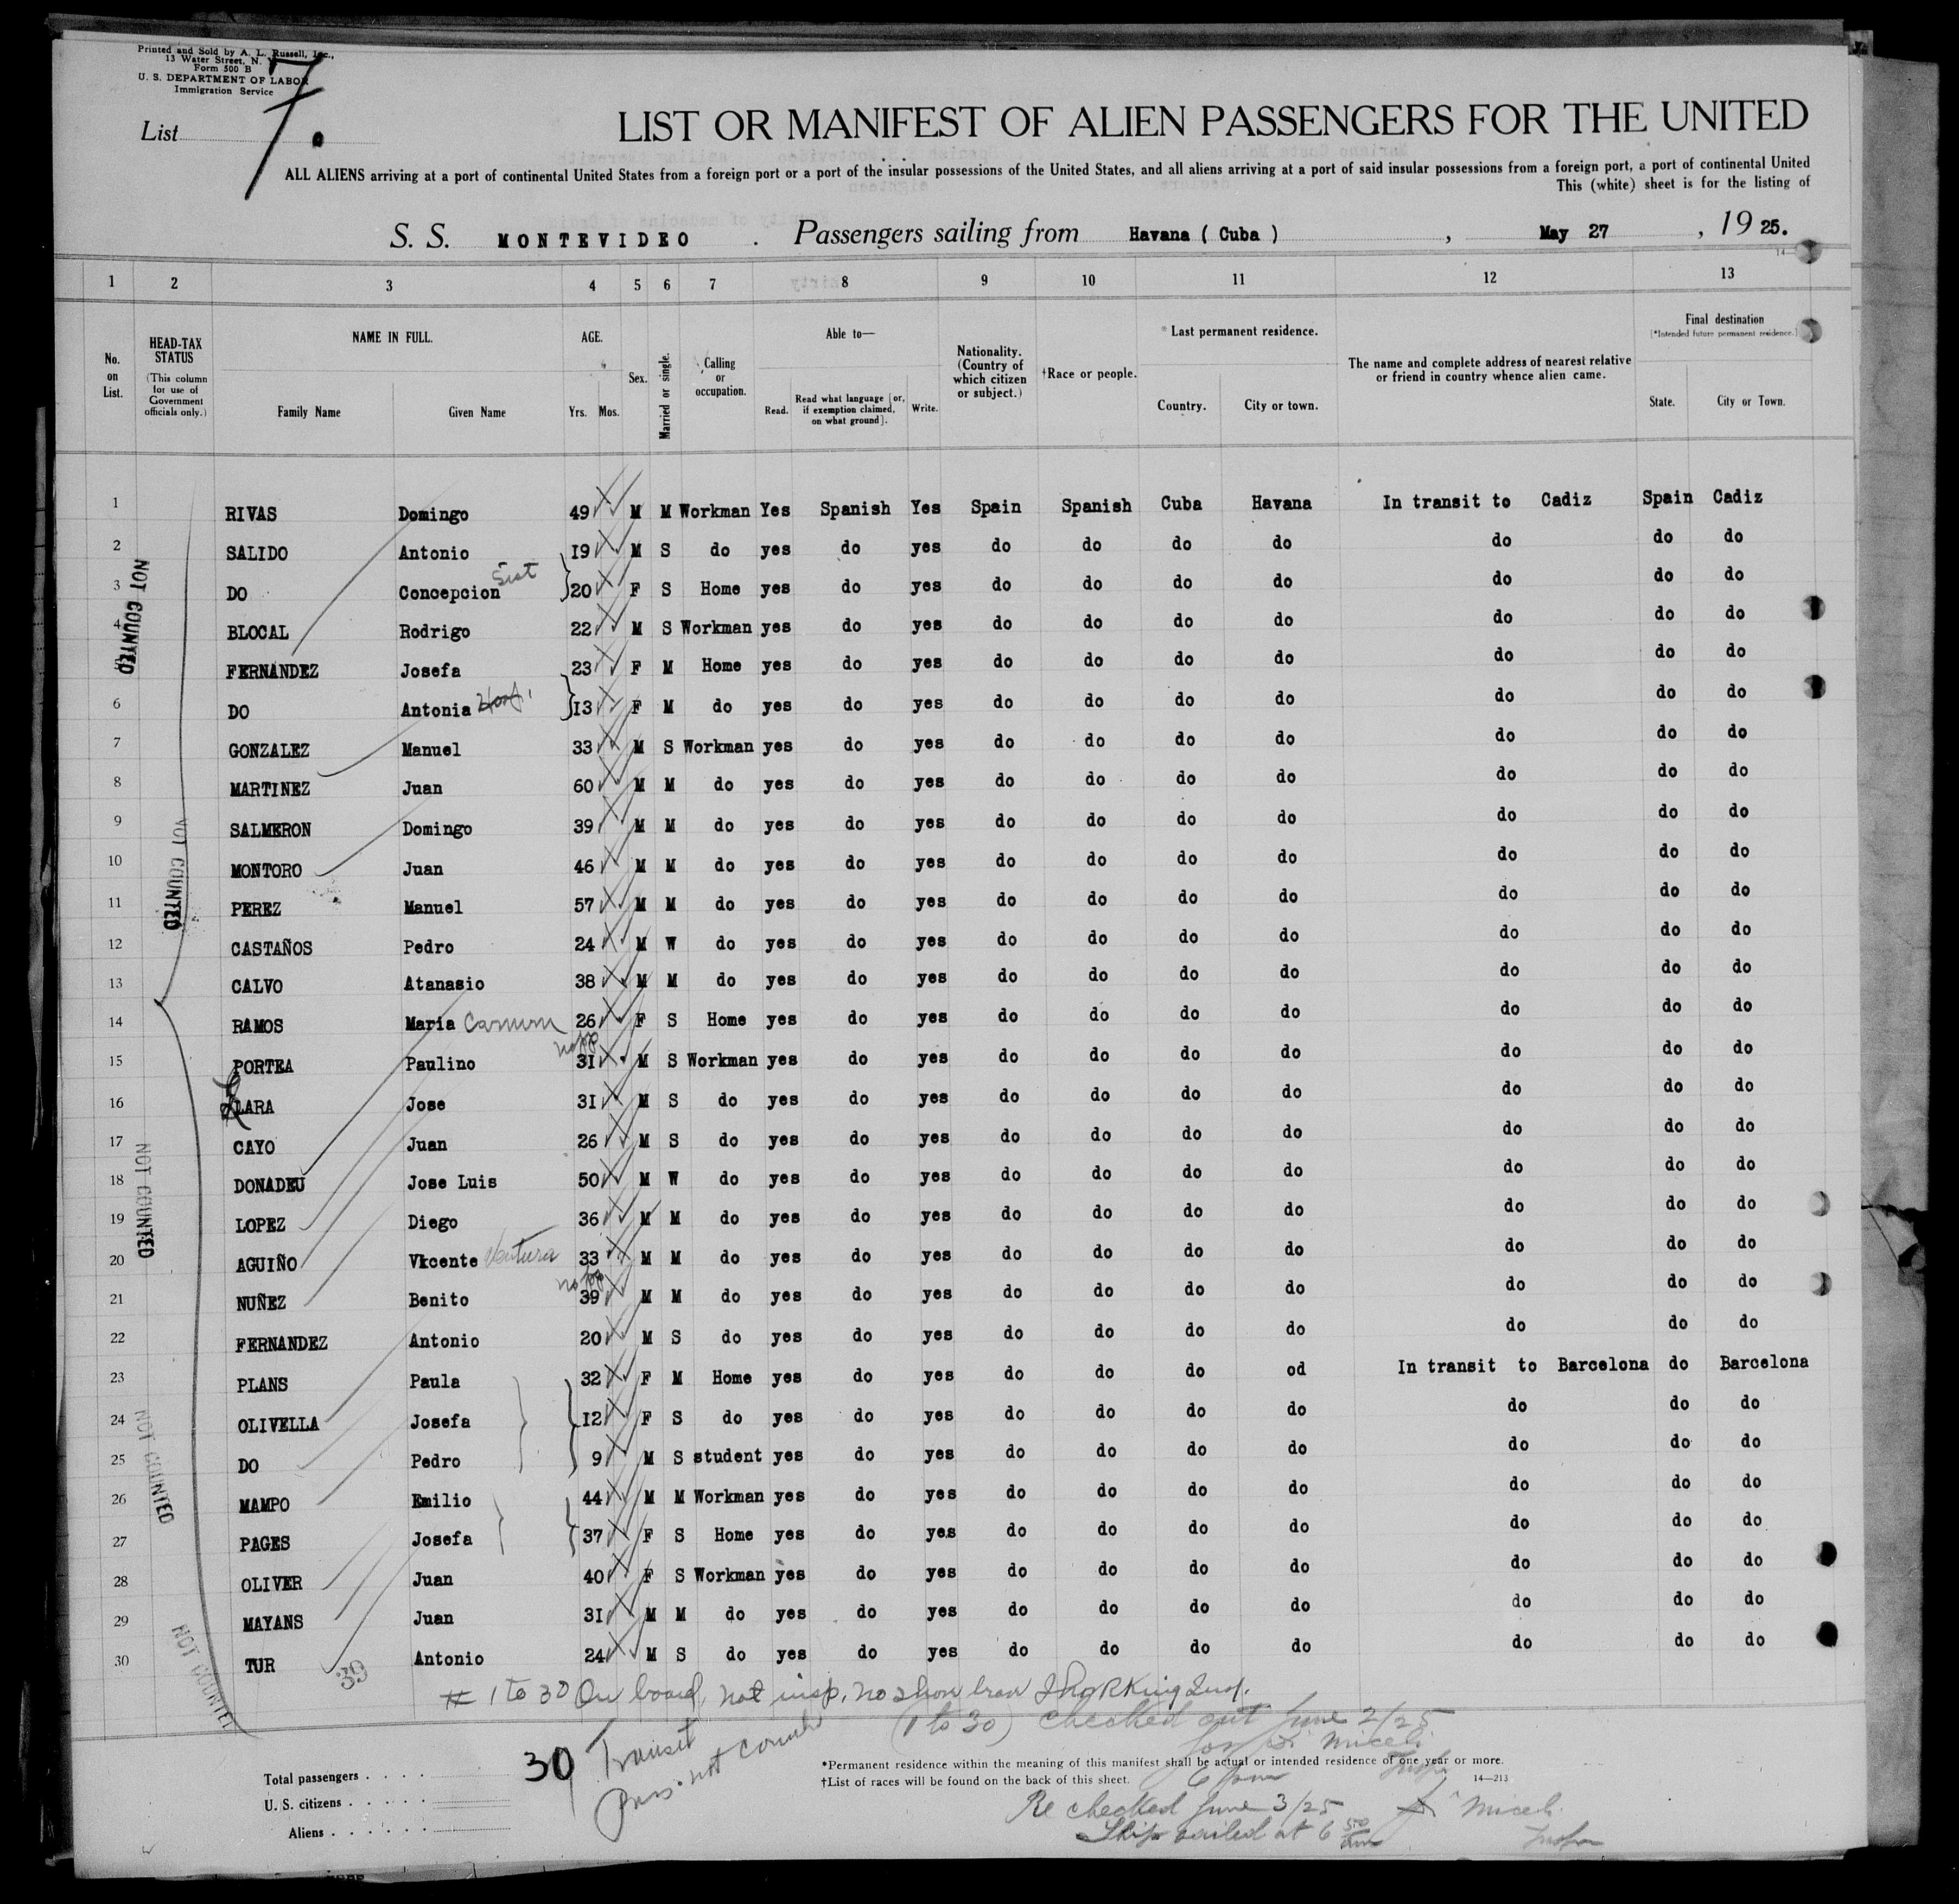 Printed and Sold by A. L. Russell, Inc.,
13 Water Street, N. Y.
Form 500 B
U. S. DEPARTMENT OF LABOR
Immigration Service
List 7.
LIST OR MANIFEST OF ALIEN PASSENGERS FOR THE UNITED
ALL ALIENS arriving at a port of continental United States from a foreign port or a port of the insular possessions of the United States, and all aliens arriving at a port of said insular possessions from a foreign port, a port of continental United
This (white) sheet is for the listing of
S. S. MONTEVIDEO . Passengers sailing from Havana ( Cuba ) , May 27 , 19 25.
14—
1 2 3 4 5 6 7 8 9 10 11 12 13
No. on List. HEAD-TAX STATUS (This column for use of Government officials only.) NAME IN FULL. Family Name Given Name AGE. Yrs. Mos. Sex. Married or single. Calling or occupation. Able to— Read. Read what language [or, if exemption claimed, on what ground]. Write. Nationality. (Country of which citizen or subject.) †Race or people. *Last permanent residence. Country. City or town. The name and complete address of nearest relative or friend in country whence alien came. Final destination [*Intended future permanent residence.] State. City or Town.
1 RIVAS Domingo 49 M M Workman Yes Spanish Yes Spain Spanish Cuba Havana In transit to Cadiz Spain Cadiz
2 SALIDO Antonio 19 M S do yes do yes do do do do do do do
3 DO Concepcion Sist 20 F S Home yes do yes do do do do do do do
4 BLOCAL Rodrigo 22 M S Workman yes do yes do do do do do do do
5 FERNANDEZ Josefa 23 F M Home yes do yes do do do do do do do
6 DO Antonia 13 F M do yes do yes do do do do do do do
7 GONZALEZ Manuel 33 M S Workman yes do yes do do do do do do do
8 MARTINEZ Juan 60 M M do yes do yes do do do do do do do
9 SALMERON Domingo 39 M M do yes do yes do do do do do do do
10 MONTORO Juan 46 M M do yes do yes do do do do do do do
11 PEREZ Manuel 57 M M do yes do yes do do do do do do do
12 CASTAÑOS Pedro 24 M W do yes do yes do do do do do do do
13 CALVO Atanasio 38 M M do yes do yes do do do do do do do
14 RAMOS Maria Carmen 26 F S Home yes do yes do do do do do do do
no pp
15 PORTEA Paulino 31 M S Workman yes do yes do do do do do do do
16 LARA Jose 31 M S do yes do yes do do do do do do do
17 CAYO Juan 26 M S do yes do yes do do do do do do do
18 DONADEU Jose Luis 50 M W do yes do yes do do do do do do do
19 LOPEZ Diego 36 M M do yes do yes do do do do do do do
20 AGUIÑO Vicente Ventura 33 M M do yes do yes do do do do do do do
no pp
21 NUÑEZ Benito 39 M M do yes do yes do do do do do do do
22 FERNANDEZ Antonio 20 M S do yes do yes do do do do do do do
23 PLANS Paula 32 F M Home yes do yes do do do od In transit to Barcelona do Barcelona
24 OLIVELLA Josefa 12 F S do yes do yes do do do do do do do
25 DO Pedro 9 M S student yes do yes do do do do do do do
26 MAMPO Emilio 44 M M Workman yes do yes do do do do do do do
27 PAGES Josefa 37 F S Home yes do yes do do do do do do do
28 OLIVER Juan 40 F S Workman yes do yes do do do do do do do
29 MAYANS Juan 31 M M do yes do yes do do do do do do do
30 TUR Antonio 24 M S do yes do yes do do do do do do do
NOT COUNTED
NOT COUNTED
NOT COUNTED
NOT COUNTED
NOT COUNTED
39
# 1 to 30 On board, not insp, no
(1 to 30) checked out June 2/25
Miceli
30 Transit
Pass. not
Total passengers
U. S. citizens
Aliens
*Permanent residence within the meaning of this manifest shall be actual or intended residence of one year or more.
†List of races will be found on the back of this sheet.
14—213
Re checked June 3/25 Miceli
Ship sailed at 6 50 am